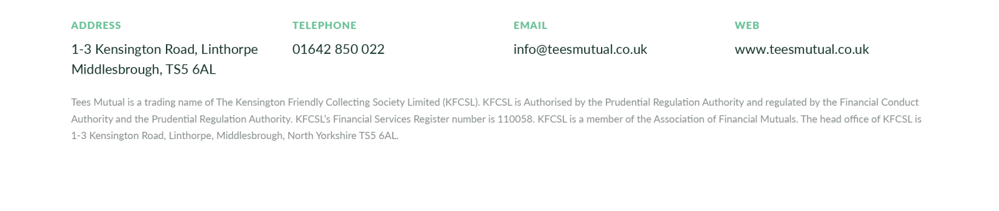 ADDRESS
1-3 Kensington Road, Linthorpe
Middlesbrough, TS5 6AL
TELEPHONE
01642 850 022
EMAIL
info@teesmutual.co.uk
WEB
www.teesmutual.co.uk
Tees Mutual is a trading name of The Kensington Friendly Collecting Society Limited (KFCSL). KFCSL is Authorised by the Prudential Regulation Authority and regulated by the Financial Conduct
Authority and the Prudential Regulation Authority. KFCSL's Financial Services Register number is 110058. KFCSL is a member of the Association of Financial Mutuals. The head office of KFCSL is
1-3 Kensington Road, Linthorpe, Middlesbrough, North Yorkshire TS5 6AL.